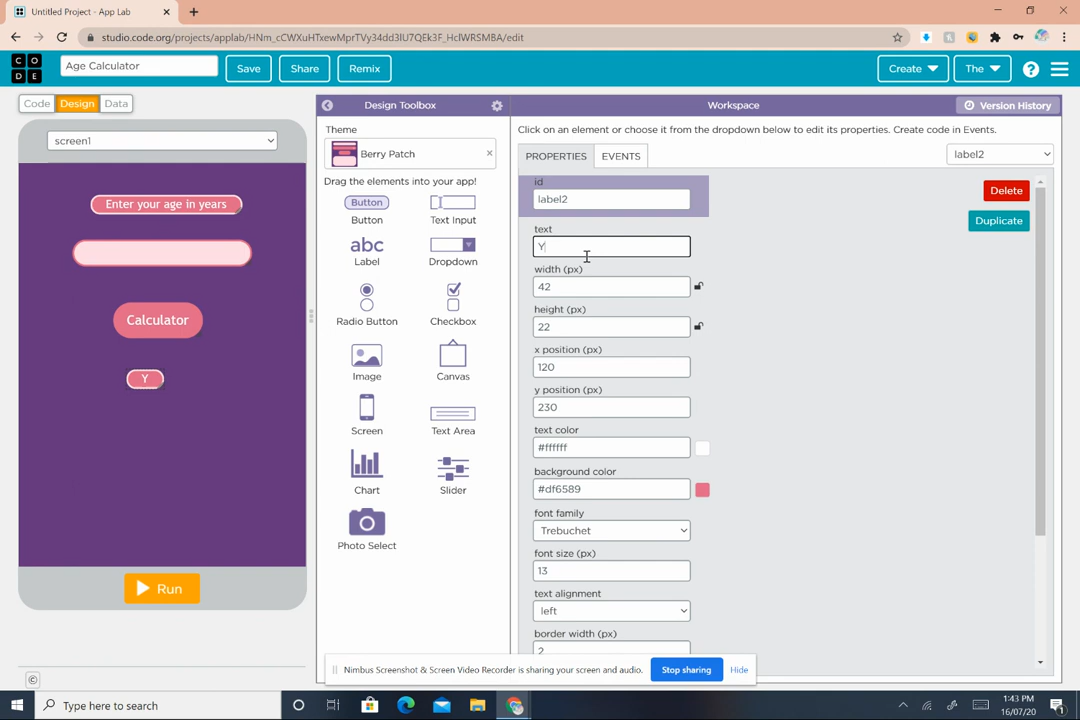 Untitled Project - App Lab
studio.code.org/projects/applab/HNm_cCWXuHTxewMprTVy34dd3IU7QEk3F_HcIWRSMBA/edit
C O
D E
Age Calculator
Save
Share
Remix
Create
The
Code
Design
Data
Design Toolbox
Workspace
Version History
screen1
Theme
Berry Patch
Drag the elements into your app!
Button
Button
Text Input
abc
Label
Dropdown
Radio Button
Checkbox
Image
Canvas
Screen
Text Area
Chart
Slider
Photo Select
Click on an element or choose it from the dropdown below to edit its properties. Create code in Events.
PROPERTIES
EVENTS
label2
Enter your age in years
Calculator
Y
Run
id
label2
Delete
Duplicate
text
Y
width (px)
42
height (px)
22
x position (px)
120
y position (px)
230
text color
#ffffff
background color
#df6589
font family
Trebuchet
font size (px)
13
text alignment
left
border width (px)
2
Nimbus Screenshot & Screen Video Recorder is sharing your screen and audio.
Stop sharing
Hide
©
Type here to search
1:43 PM
16/07/20
1